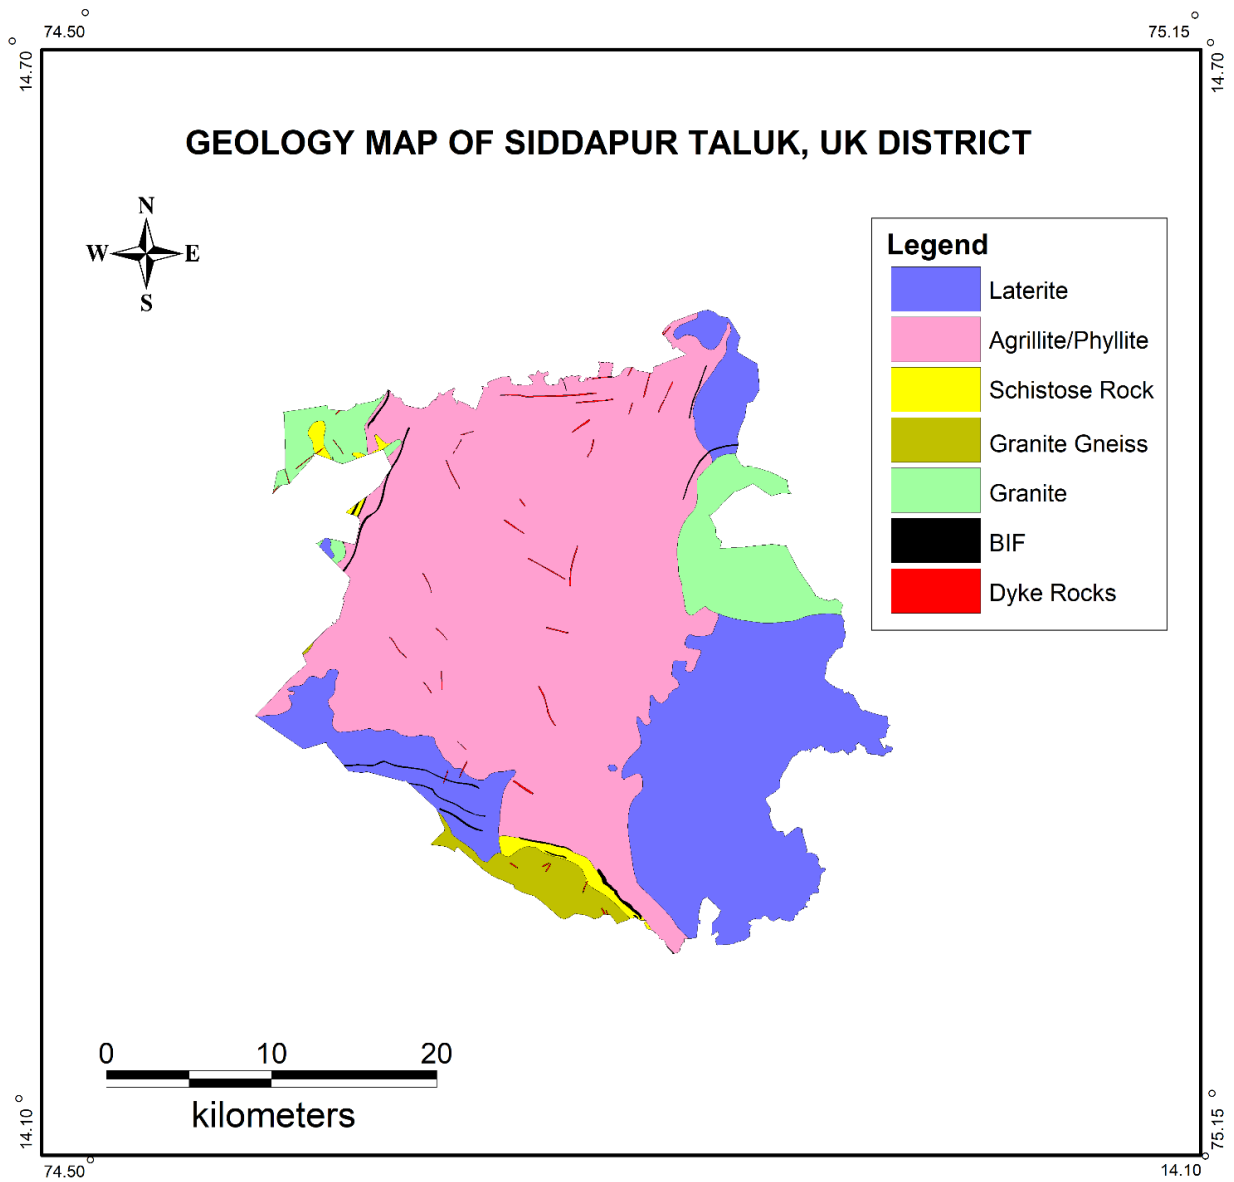 74.50 °
75.15 °
° 14.70
° 14.70
GEOLOGY MAP OF SIDDAPUR TALUK, UK DISTRICT
N
W E
S
Legend
Laterite
Agrillite/Phyllite
Schistose Rock
Granite Gneiss
Granite
BIF
Dyke Rocks
0 10 20
kilometers
14.10 °
75.15 °
74.50 °
14.10 °